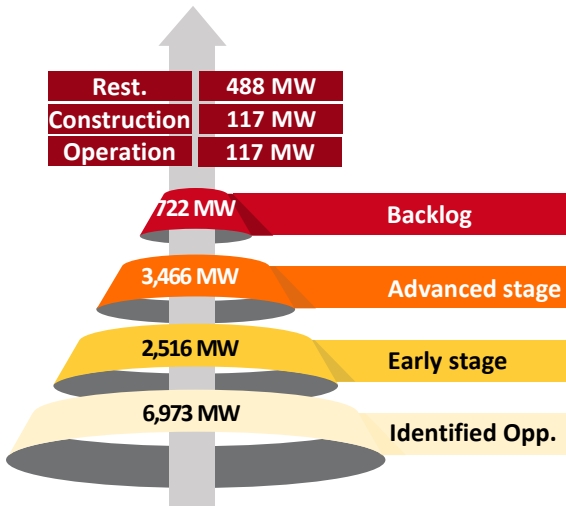 Rest. 488 MW
Construction 117 MW
Operation 117 MW
722 MW Backlog
3,466 MW Advanced stage
2,516 MW Early stage
6,973 MW Identified Opp.